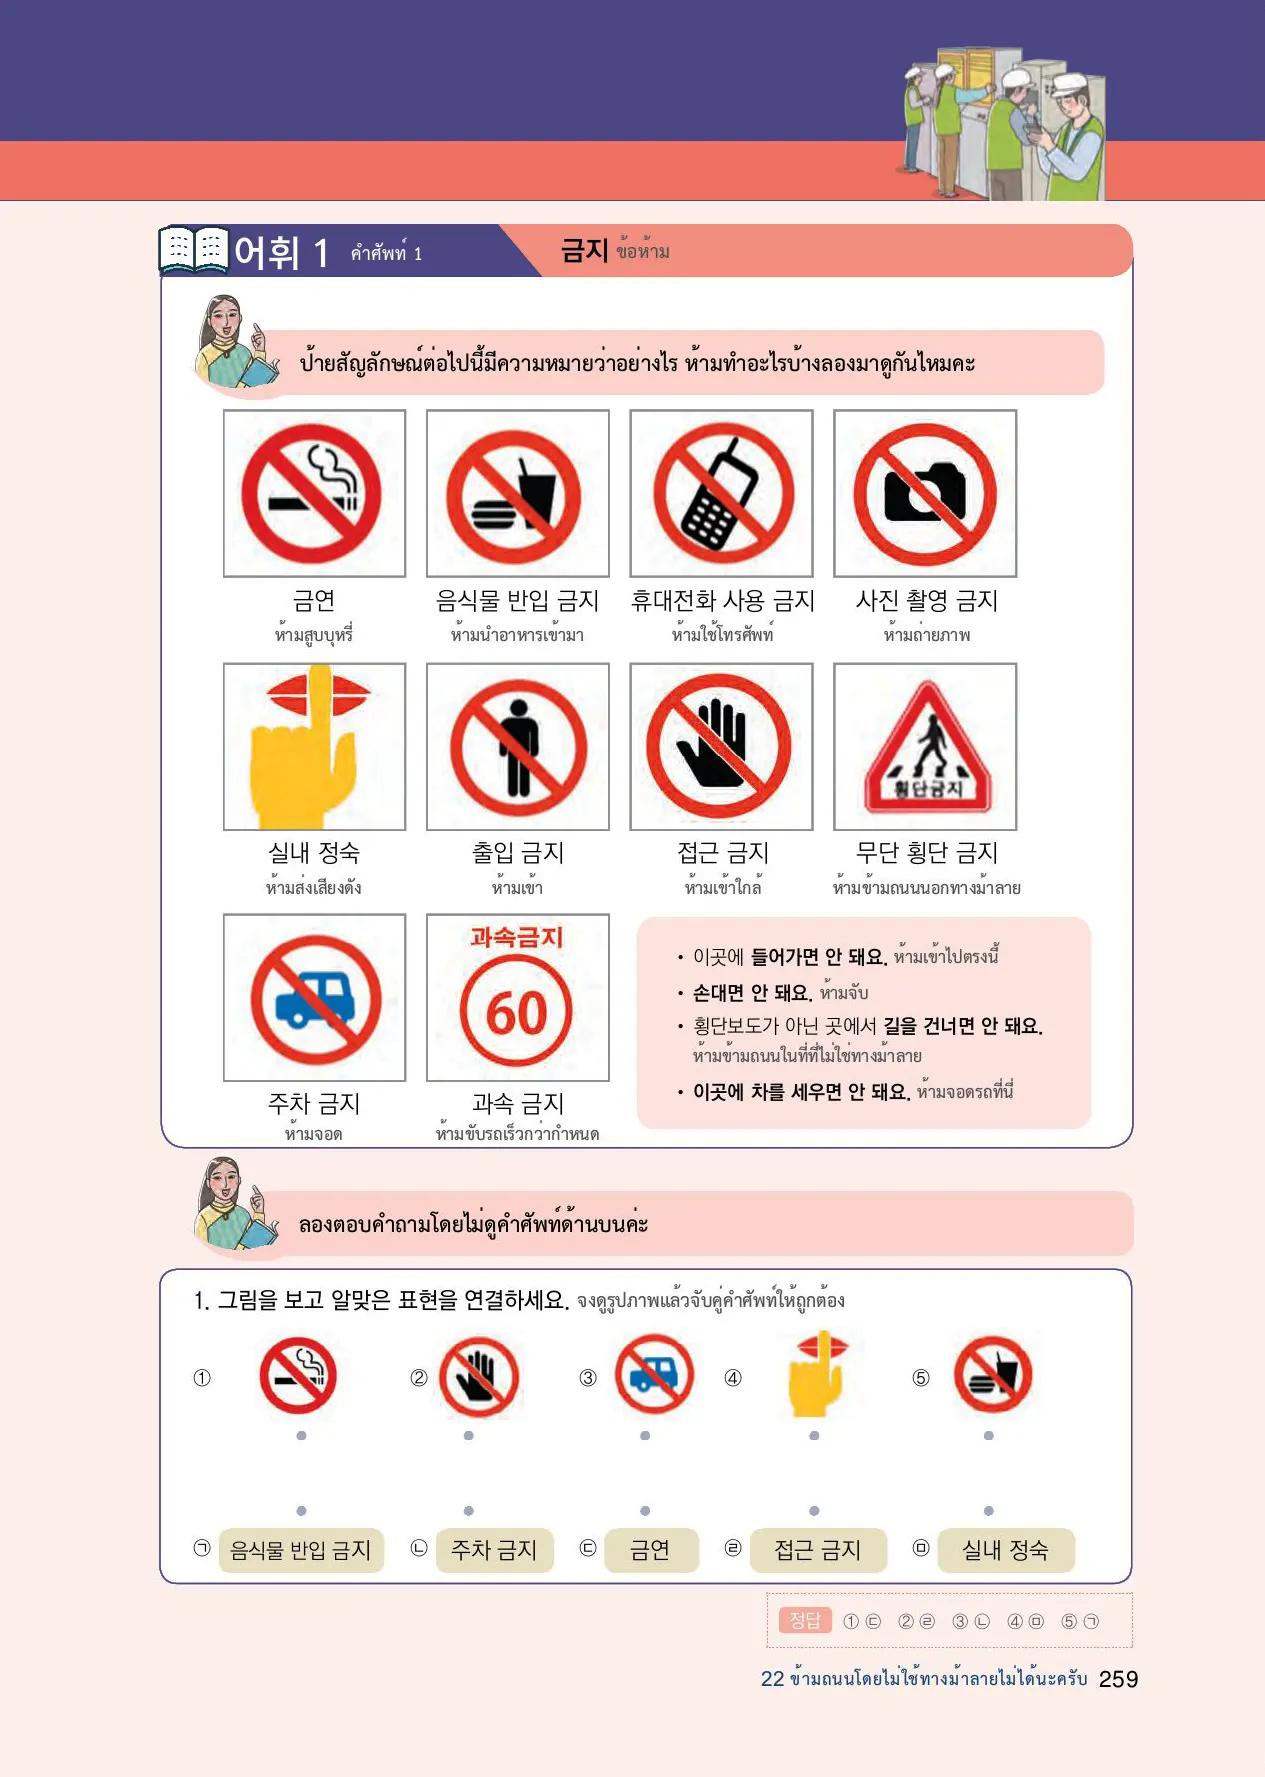 어휘 1 คำศัพท์ 1 금지 ข้อห้าม
ป้ายสัญลักษณ์ต่อไปนี้มีความหมายว่าอย่างไร ห้ามทำอะไรบ้างลองมาดูกันไหมคะ
금연 음식물 반입 금지 휴대전화 사용 금지 사진 촬영 금지
ห้ามสูบบุหรี่ ห้ามนำอาหารเข้ามา ห้ามใช้โทรศัพท์ ห้ามถ่ายภาพ
횡단금지
실내 정숙 출입 금지 접근 금지 무단 횡단 금지
ห้ามส่งเสียงดัง ห้ามเข้า ห้ามเข้าใกล้ ห้ามข้ามถนนนอกทางม้าลาย
과속금지
60
주차 금지 과속 금지
ห้ามจอด ห้ามขับรถเร็วกว่ากำหนด
• 이곳에 들어가면 안 돼요. ห้ามเข้าไปตรงนี้
• 손대면 안 돼요. ห้ามจับ
• 횡단보도가 아닌 곳에서 길을 건너면 안 돼요.
ห้ามข้ามถนนในที่ที่ไม่ใช่ทางม้าลาย
• 이곳에 차를 세우면 안 돼요. ห้ามจอดรถที่นี่
ลองตอบคำถามโดยไม่ดูคำศัพท์ด้านบนค่ะ
1. 그림을 보고 알맞은 표현을 연결하세요. จงดูรูปภาพแล้วจับคู่คำศัพท์ให้ถูกต้อง
① ② ③ ④ ⑤
㉠ 음식물 반입 금지 ㉡ 주차 금지 ㉢ 금연 ㉣ 접근 금지 ㉤ 실내 정숙
정답 ① ㉢ ② ㉣ ③ ㉡ ④ ㉤ ⑤ ㉠
22 ข้ามถนนโดยไม่ใช้ทางม้าลายไม่ได้นะครับ 259